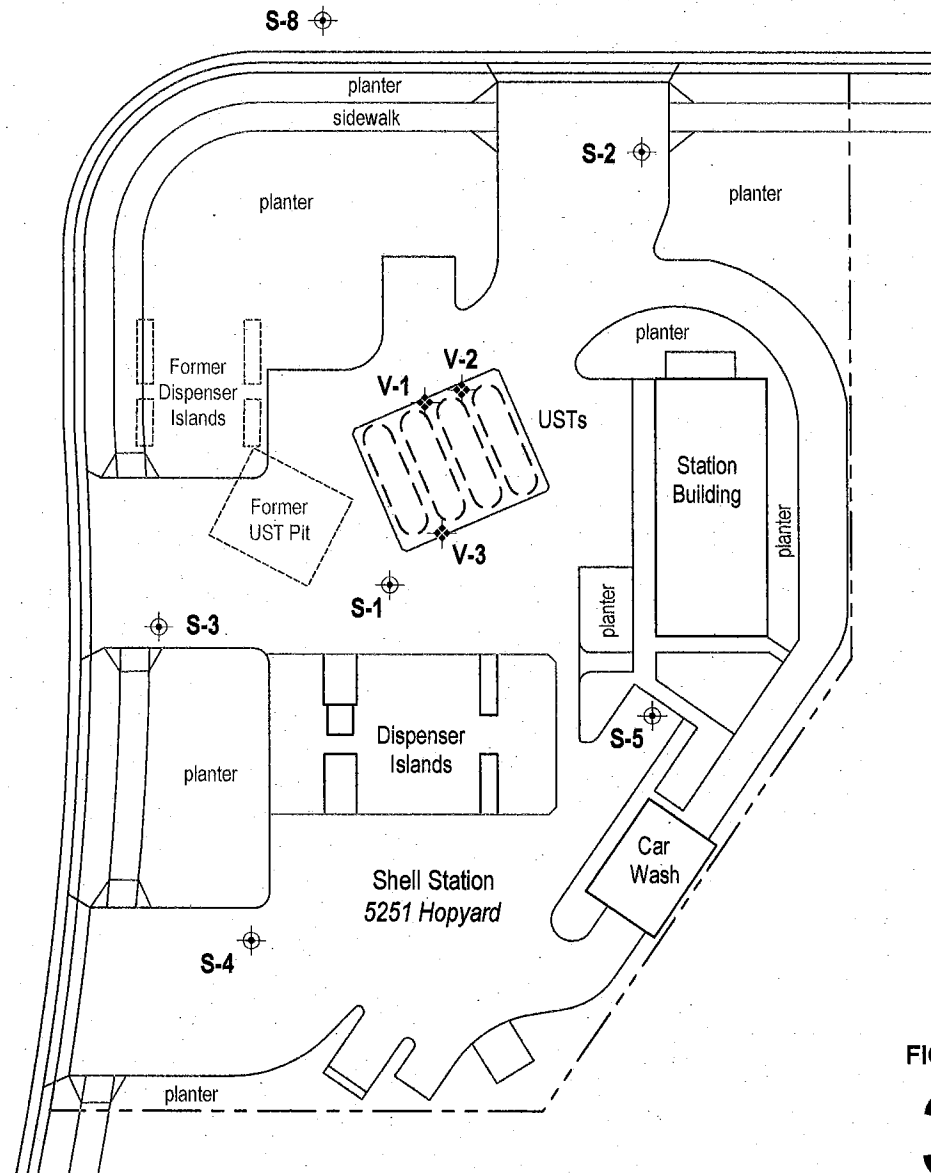 S-8
planter
sidewalk
S-2
planter
planter
planter
Former
Dispenser
Islands
V-1
V-2
USTs
Station
Building
Former
UST Pit
V-3
planter
S-1
planter
S-3
S-5
Dispenser
Islands
planter
Car
Wash
Shell Station
5251 Hopyard
S-4
planter